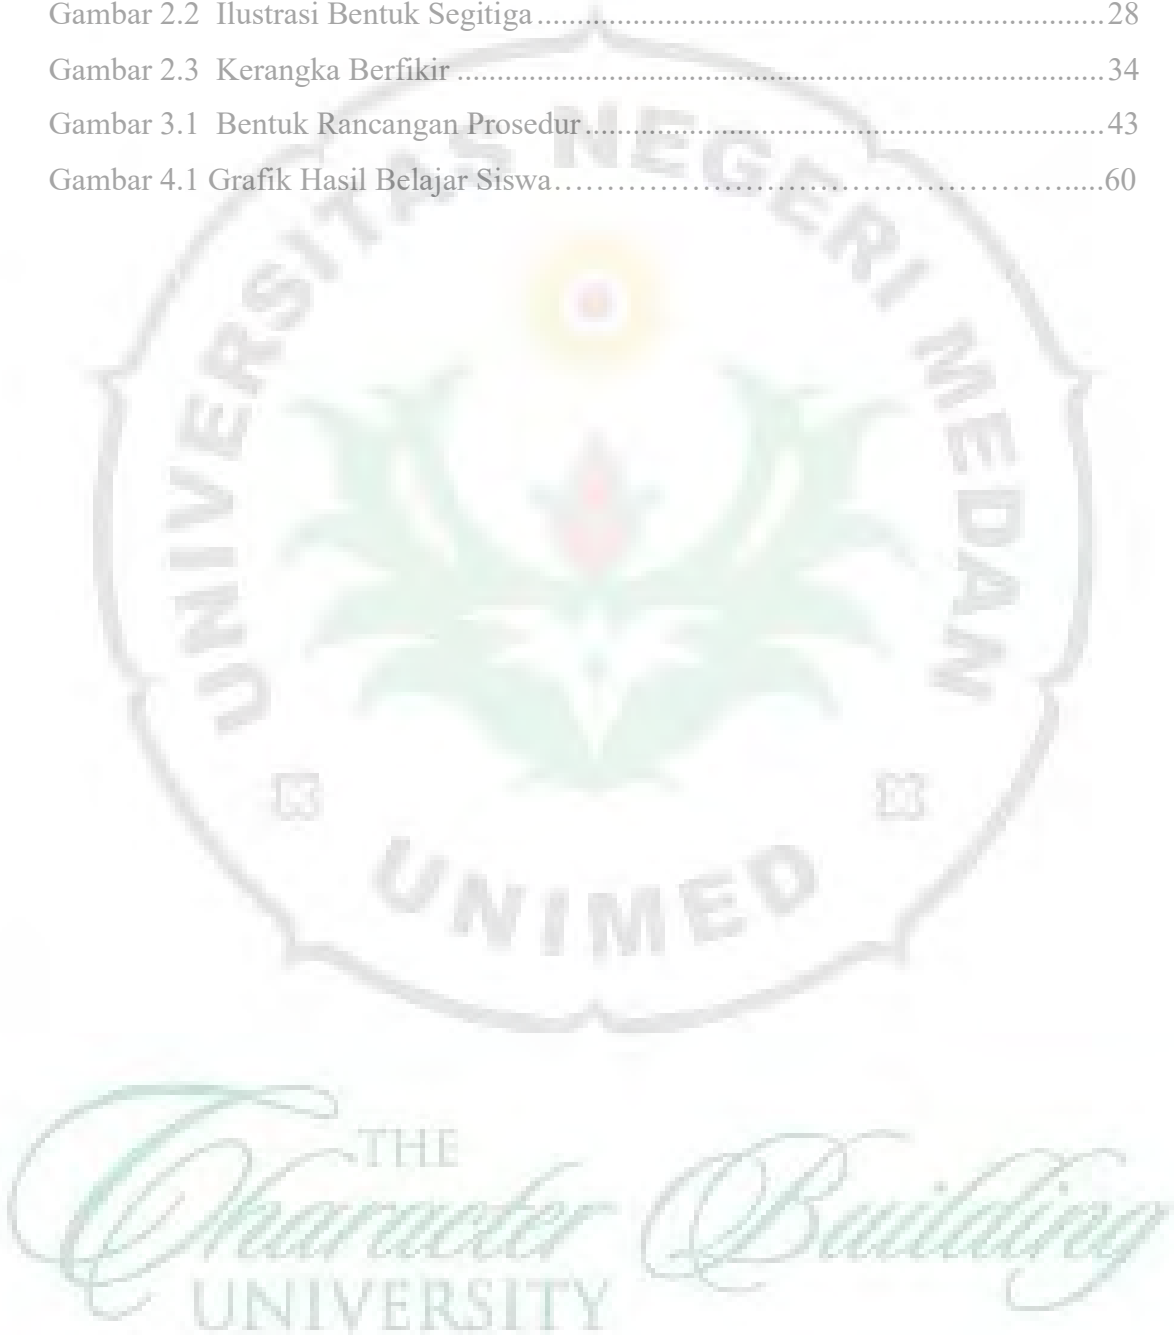 Gambar 2.2 Ilustrasi Bentuk Segitiga.......................................................................28
Gambar 2.3 Kerangka Berfikir.................................................................................34
Gambar 3.1 Bentuk Rancangan Prosedur.................................................................43
Gambar 4.1 Grafik Hasil Belajar Siswa……………………………………………….....60
UNIVERSITAS NEGERI MEDAN
UNIMED
THE
Character Building
UNIVERSITY